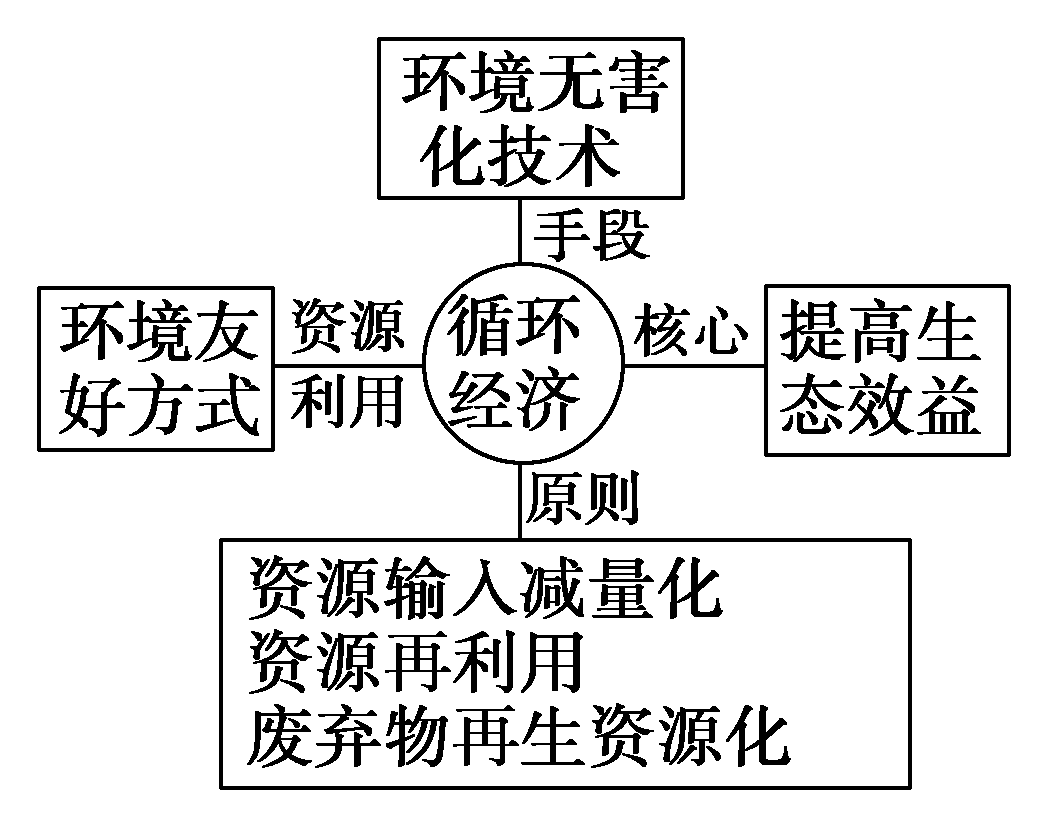 环境无害
化技术
手段
环境友
好方式
资源
利用
循环
经济
核心
提高生
态效益
原则
资源输入减量化
资源再利用
废弃物再生资源化